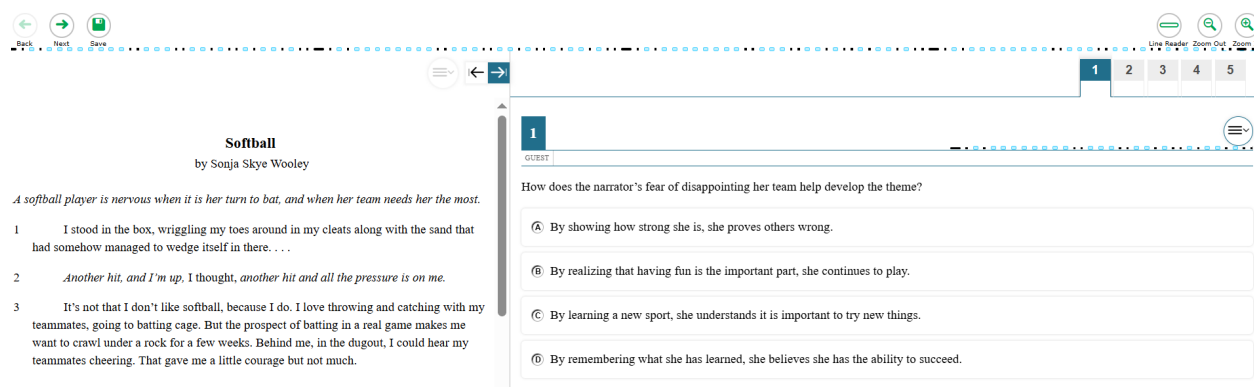 Back Next Save Line Reader Zoom Out Zoom
1 2 3 4 5
Softball
by Sonja Skye Wooley
A softball player is nervous when it is her turn to bat, and when her team needs her the most.
1 I stood in the box, wriggling my toes around in my cleats along with the sand that
had somehow managed to wedge itself in there. . . .
2 Another hit, and I'm up, I thought, another hit and all the pressure is on me.
3 It's not that I don't like softball, because I do. I love throwing and catching with my
teammates, going to batting cage. But the prospect of batting in a real game makes me
want to crawl under a rock for a few weeks. Behind me, in the dugout, I could hear my
teammates cheering. That gave me a little courage but not much.
1
GUEST
How does the narrator's fear of disappointing her team help develop the theme?
A By showing how strong she is, she proves others wrong.
B By realizing that having fun is the important part, she continues to play.
C By learning a new sport, she understands it is important to try new things.
D By remembering what she has learned, she believes she has the ability to succeed.